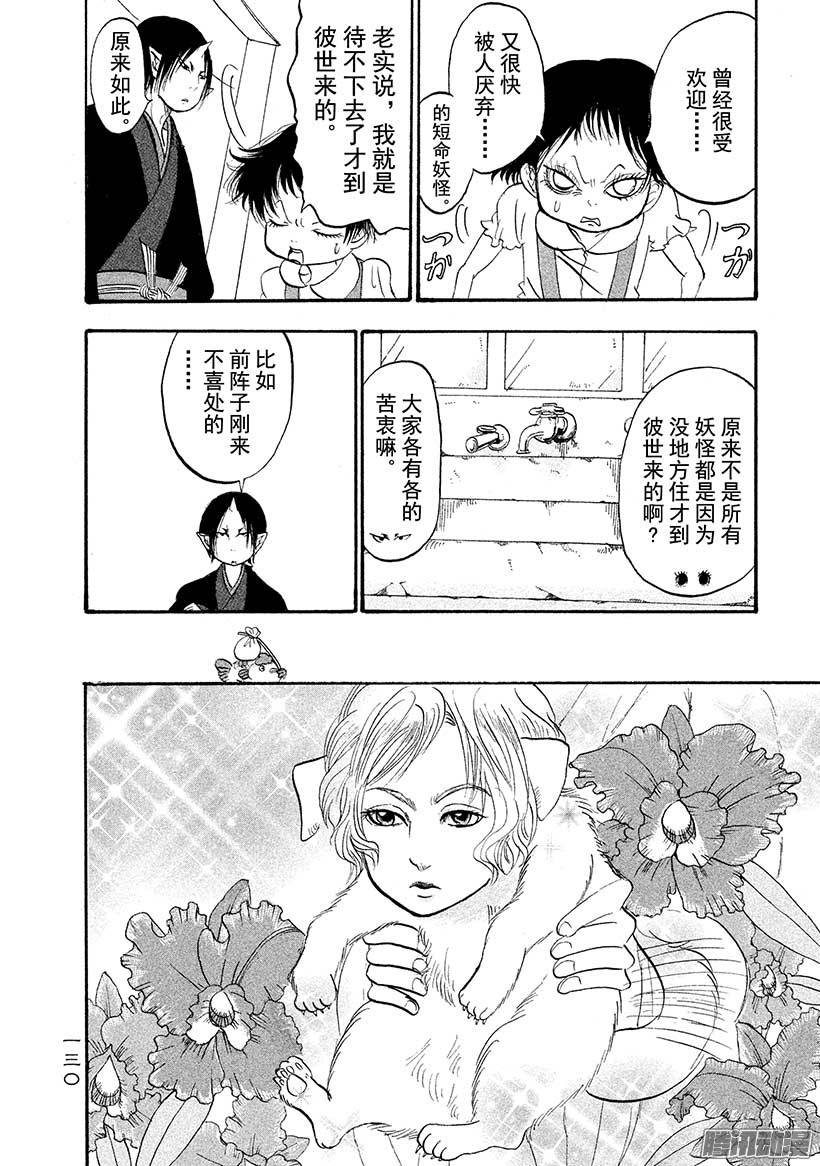 曾经很受
欢迎……
又很快
被人厌弃……
的短命妖怪。
つか
つか
老实说，我就是
待不下去了才到
彼世来的。
原来如此。
原来不是所有
妖怪都是因为
没地方住才到
彼世来的啊？
大家各有各的
苦衷嘛。
比如
前阵子刚来
不喜处的
……
一三〇
腾讯动漫